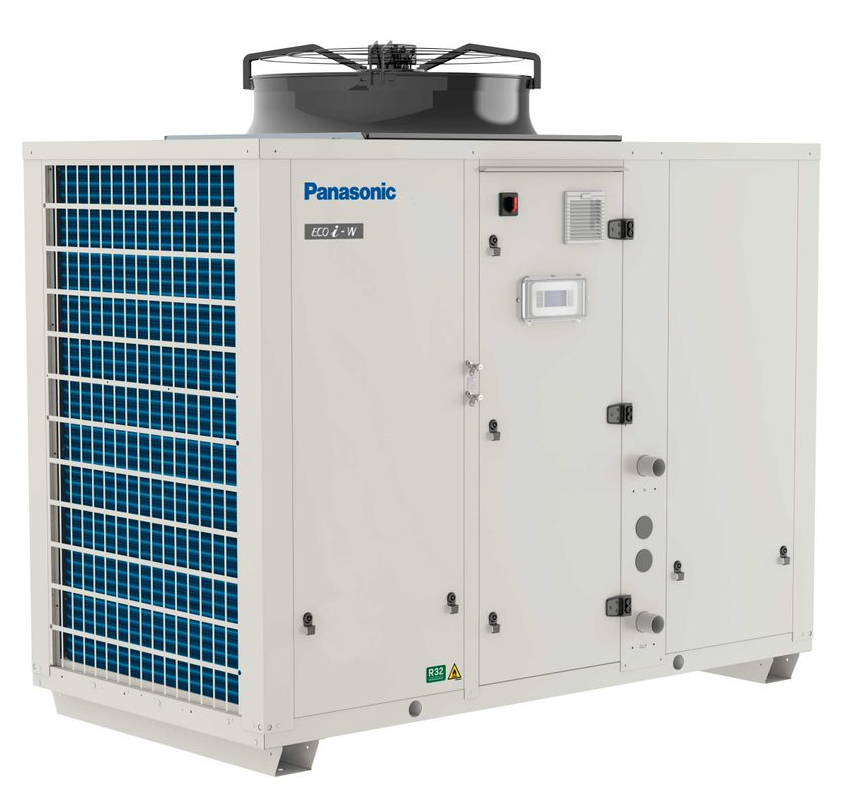 Panasonic
ECO i - W
R32